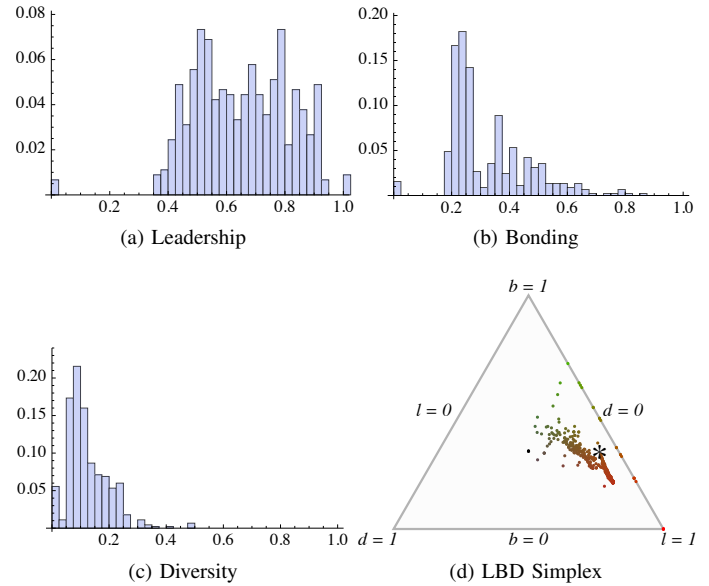 0.08
0.06
0.04
0.02
0.2 0.4 0.6 0.8 1.0
(a) Leadership
0.20
0.15
0.10
0.05
0.2 0.4 0.6 0.8 1.0
(b) Bonding
0.20
0.15
0.10
0.05
0.2 0.4 0.6 0.8 1.0
(c) Diversity
b = 1
l = 0 d = 0
*
d = 1 b = 0 l = 1
(d) LBD Simplex